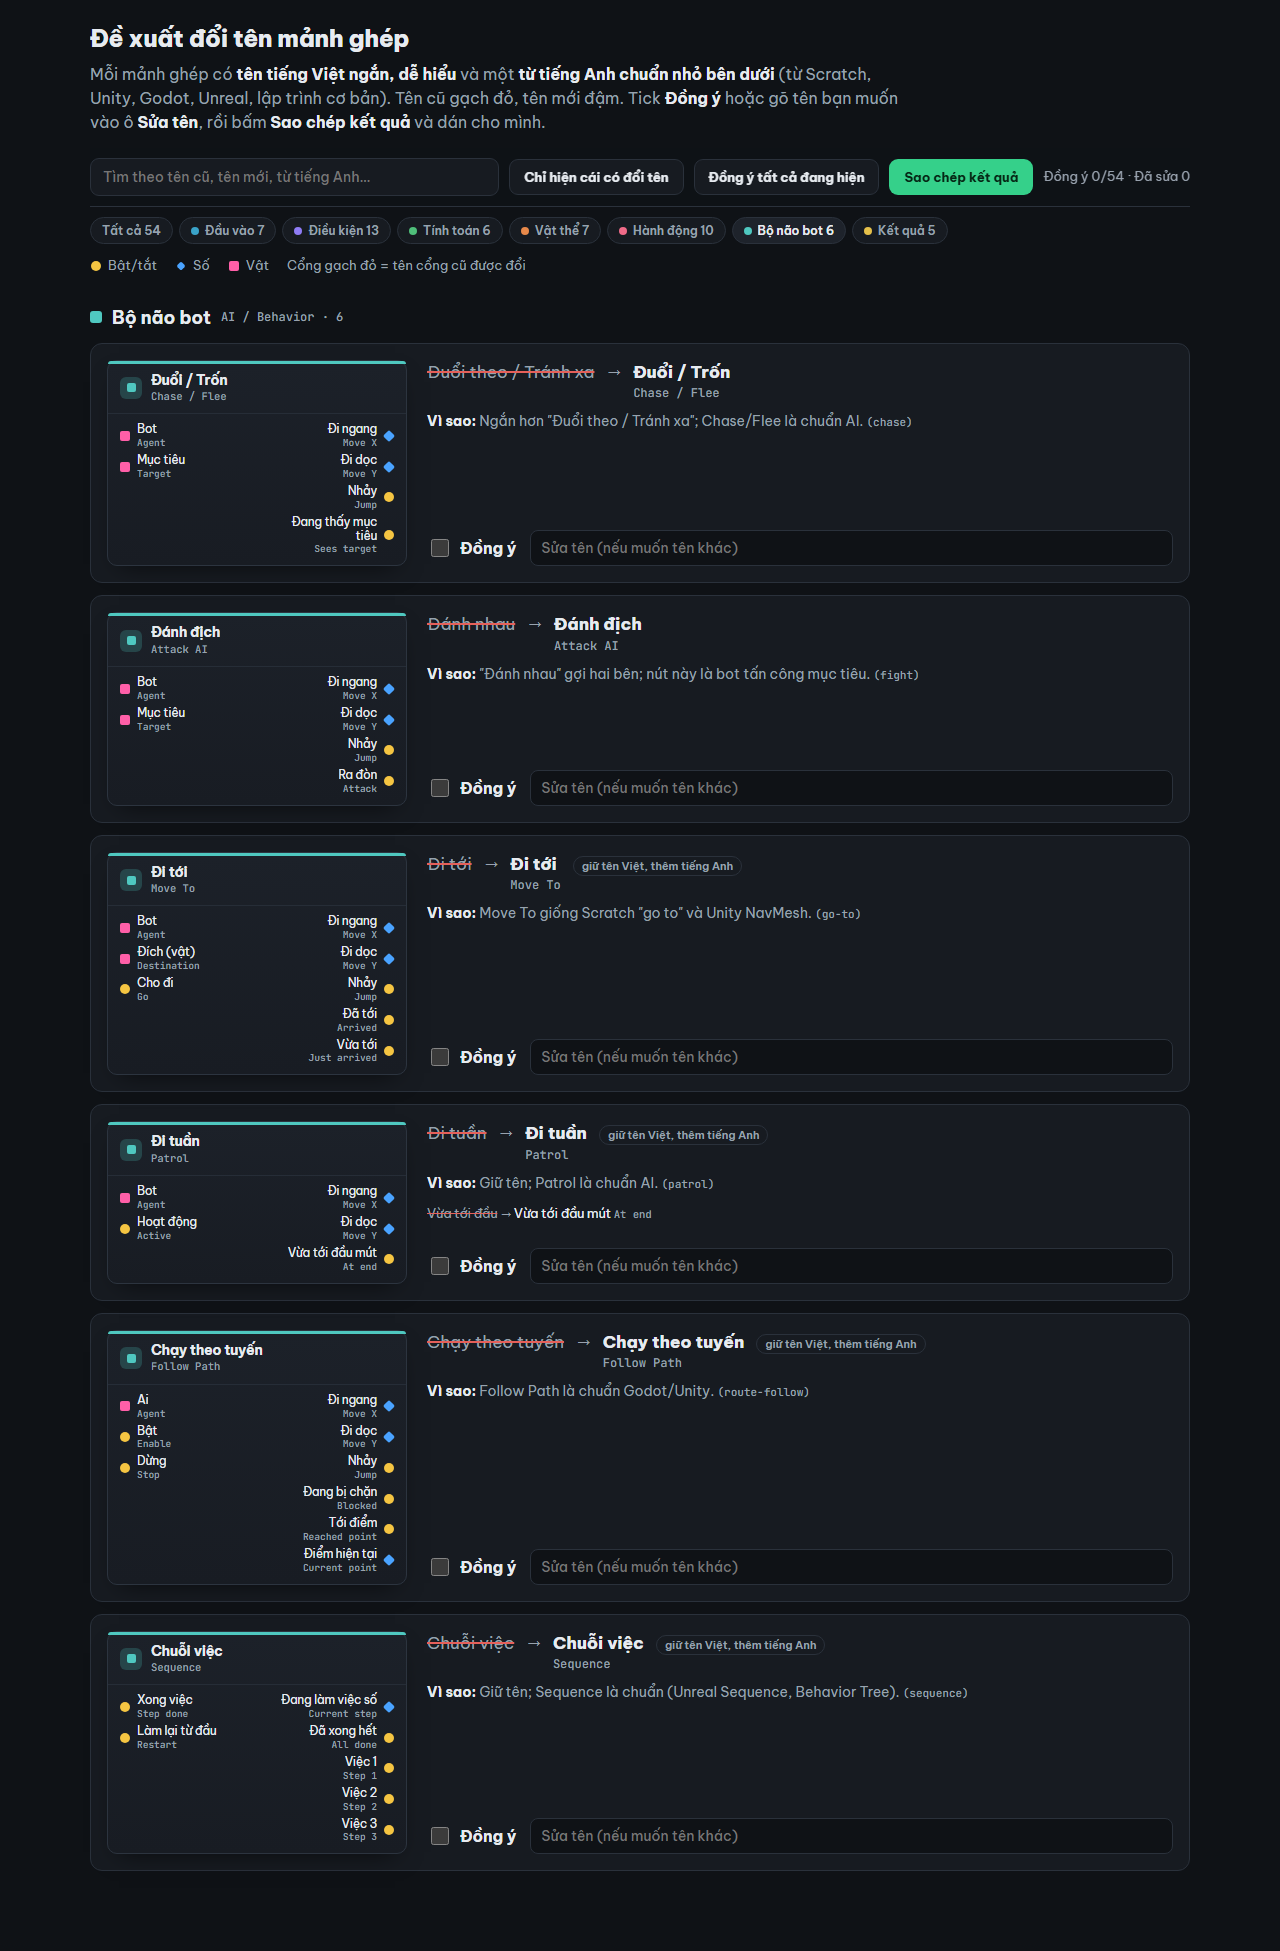 Đề xuất đổi tên mảnh ghép
Mỗi mảnh ghép có tên tiếng Việt ngắn, dễ hiểu và một từ tiếng Anh chuẩn nhỏ bên dưới (từ Scratch,
Unity, Godot, Unreal, lập trình cơ bản). Tên cũ gạch đỏ, tên mới đậm. Tick Đồng ý hoặc gõ tên bạn muốn
vào ô Sửa tên, rồi bấm Sao chép kết quả và dán cho mình.
Tìm theo tên cũ, tên mới, từ tiếng Anh... Chỉ hiện cái có đổi tên Đồng ý tất cả đang hiện Sao chép kết quả Đồng ý 0/54 · Đã sửa 0
Tất cả 54 Đầu vào 7 Điều kiện 13 Tính toán 6 Vật thể 7 Hành động 10 Bộ não bot 6 Kết quả 5
Bật/tắt Số Vật Cổng gạch đỏ = tên cổng cũ được đổi
Bộ não bot AI / Behavior · 6
Đuổi / Trốn
Chase / Flee
Bot Đi ngang
Agent Move X
Mục tiêu Đi dọc
Target Move Y
Nhảy
Jump
Đang thấy mục
tiêu
Sees target
Đuổi theo / Tránh xa → Đuổi / Trốn
Chase / Flee
Vì sao: Ngắn hơn "Đuổi theo / Tránh xa"; Chase/Flee là chuẩn AI. (chase)
Đồng ý Sửa tên (nếu muốn tên khác)
Đánh địch
Attack AI
Bot Đi ngang
Agent Move X
Mục tiêu Đi dọc
Target Move Y
Nhảy
Jump
Ra đòn
Attack
Đánh nhau → Đánh địch
Attack AI
Vì sao: "Đánh nhau" gợi hai bên; nút này là bot tấn công mục tiêu. (fight)
Đồng ý Sửa tên (nếu muốn tên khác)
Đi tới
Move To
Bot Đi ngang
Agent Move X
Đích (vật) Đi dọc
Destination Move Y
Cho đi Nhảy
Go Jump
Đã tới
Arrived
Vừa tới
Just arrived
Đi tới → Đi tới giữ tên Việt, thêm tiếng Anh
Move To
Vì sao: Move To giống Scratch "go to" và Unity NavMesh. (go-to)
Đồng ý Sửa tên (nếu muốn tên khác)
Đi tuần
Patrol
Bot Đi ngang
Agent Move X
Hoạt động Đi dọc
Active Move Y
Vừa tới đầu mút
At end
Đi tuần → Đi tuần giữ tên Việt, thêm tiếng Anh
Patrol
Vì sao: Giữ tên; Patrol là chuẩn AI. (patrol)
Vừa tới đầu → Vừa tới đầu mút At end
Đồng ý Sửa tên (nếu muốn tên khác)
Chạy theo tuyến
Follow Path
Ai Đi ngang
Agent Move X
Bật Đi dọc
Enable Move Y
Dừng Nhảy
Stop Jump
Đang bị chặn
Blocked
Tới điểm
Reached point
Điểm hiện tại
Current point
Chạy theo tuyến → Chạy theo tuyến giữ tên Việt, thêm tiếng Anh
Follow Path
Vì sao: Follow Path là chuẩn Godot/Unity. (route-follow)
Đồng ý Sửa tên (nếu muốn tên khác)
Chuỗi việc
Sequence
Xong việc Đang làm việc số
Step done Current step
Làm lại từ đầu Đã xong hết
Restart All done
Việc 1
Step 1
Việc 2
Step 2
Việc 3
Step 3
Chuỗi việc → Chuỗi việc giữ tên Việt, thêm tiếng Anh
Sequence
Vì sao: Giữ tên; Sequence là chuẩn (Unreal Sequence, Behavior Tree). (sequence)
Đồng ý Sửa tên (nếu muốn tên khác)